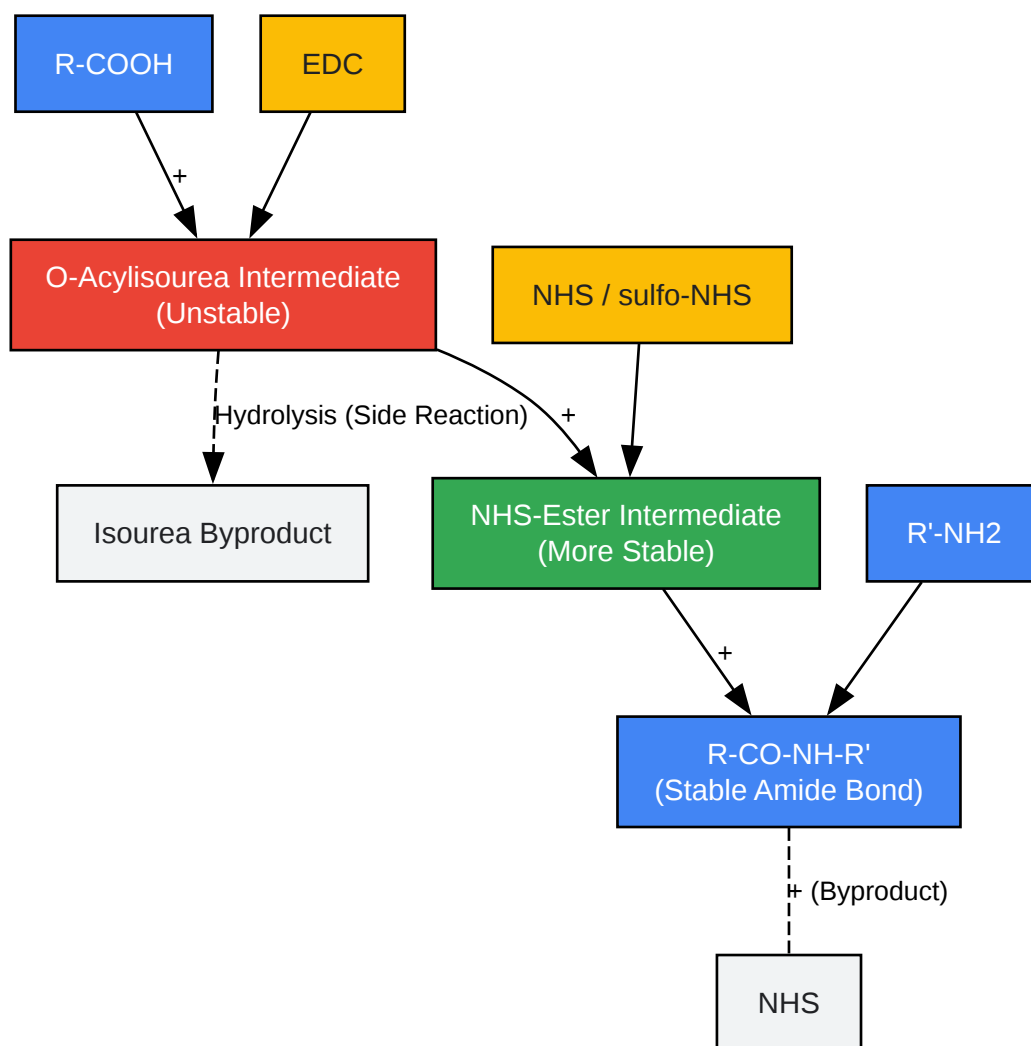 R-COOH
EDC
+
O-Acylisourea Intermediate
(Unstable)
NHS / sulfo-NHS
Hydrolysis (Side Reaction)
+
Isourea Byproduct
NHS-Ester Intermediate
(More Stable)
R'-NH2
+
R-CO-NH-R'
(Stable Amide Bond)
+ (Byproduct)
NHS